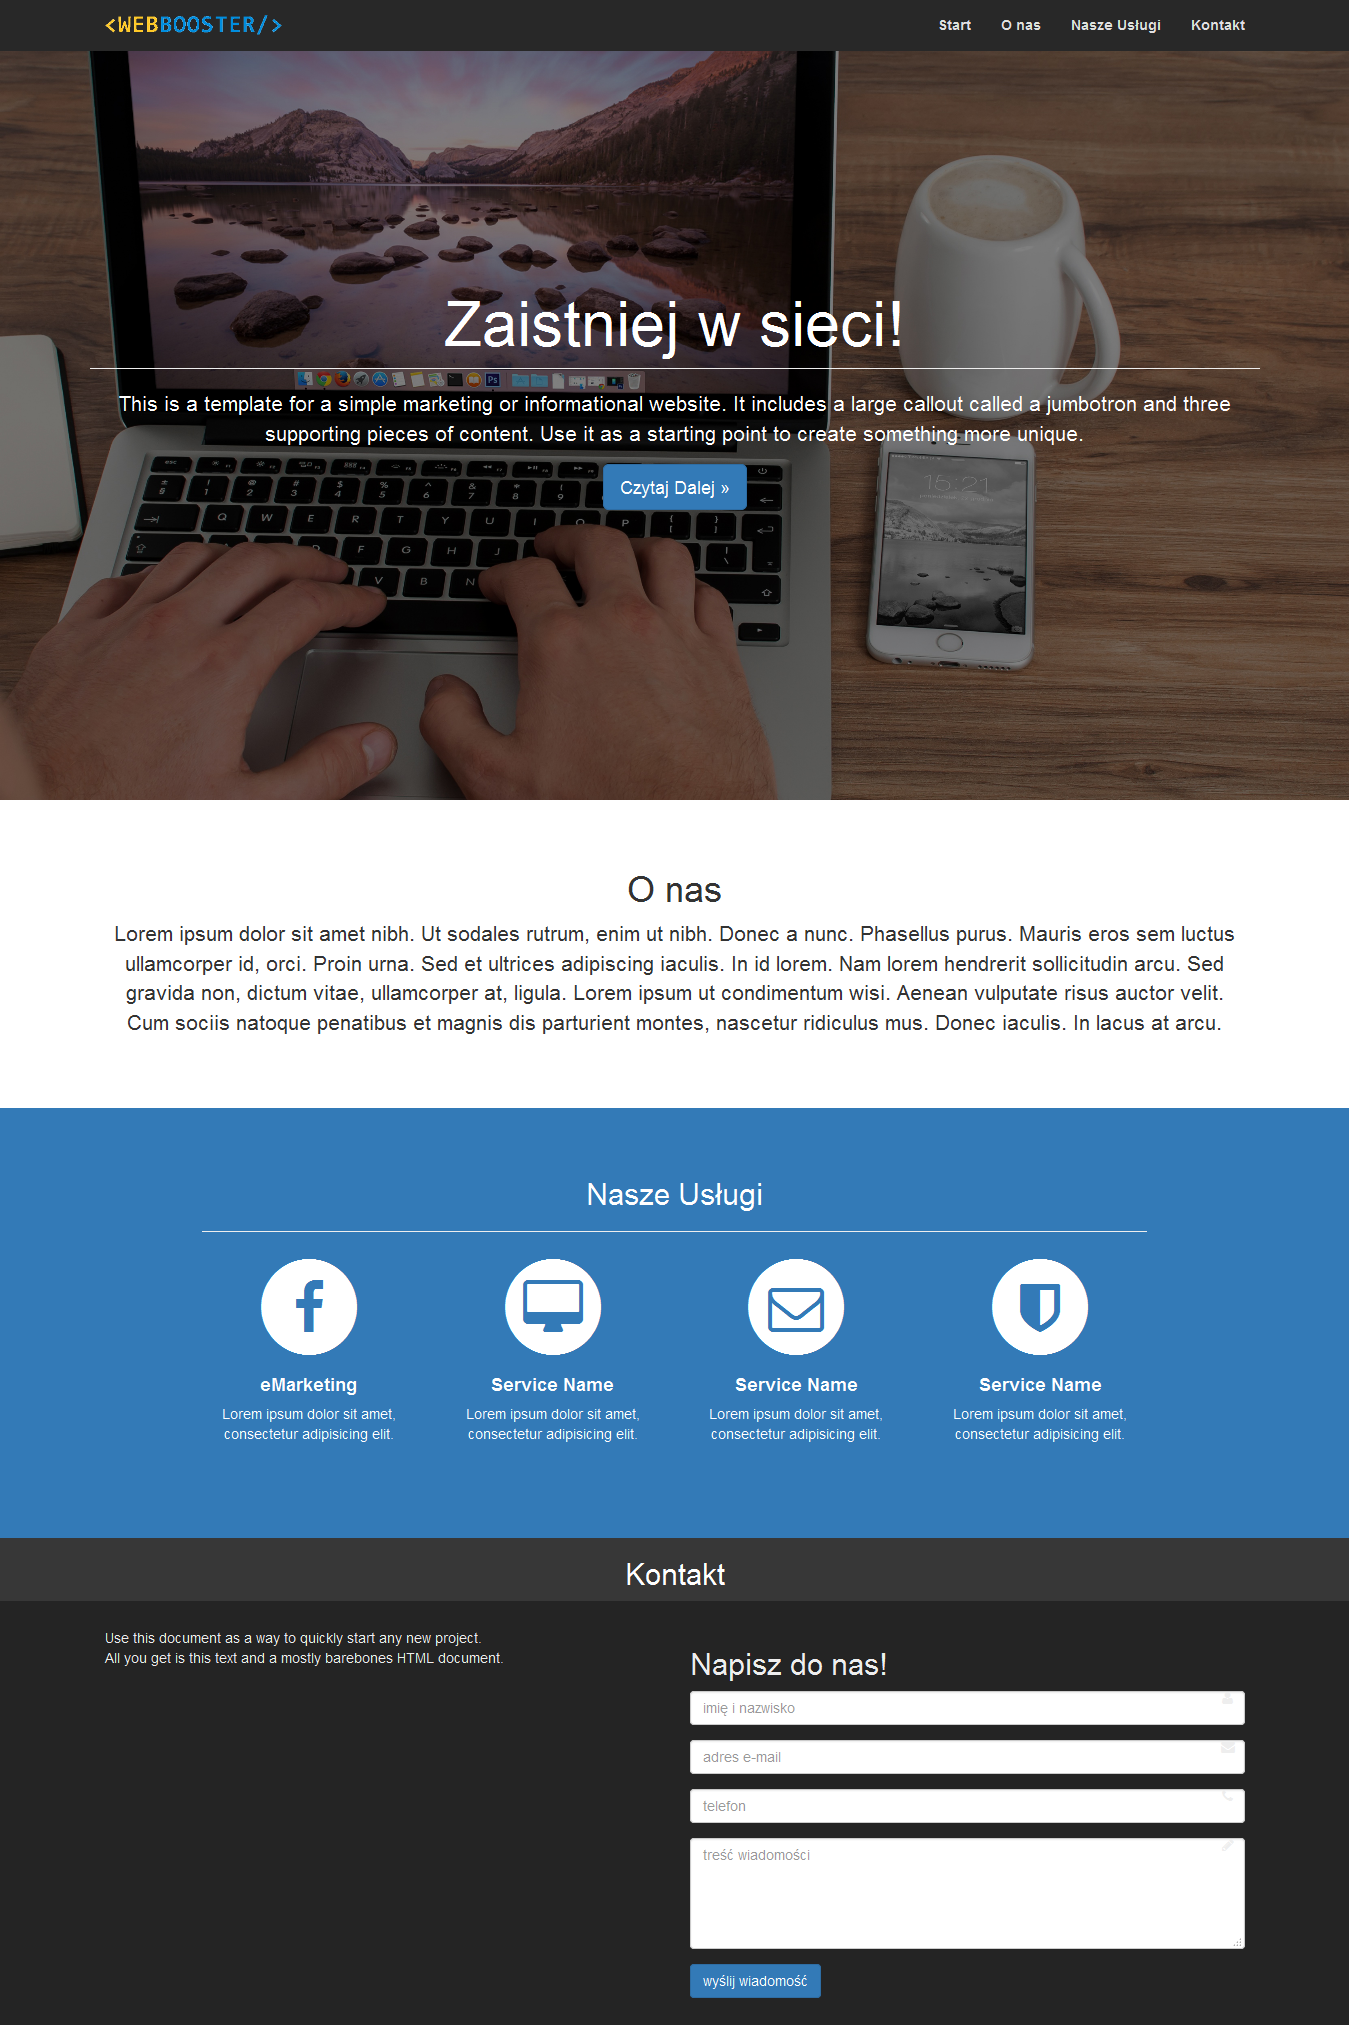 <WEBBOOSTER/>
Start
O nas
Nasze Usługi
Kontakt
15:21
Zaistniej w sieci!
This is a template for a simple marketing or informational website. It includes a large callout called a jumbotron and three
supporting pieces of content. Use it as a starting point to create something more unique.
Czytaj Dalej »
O nas
Lorem ipsum dolor sit amet nibh. Ut sodales rutrum, enim ut nibh. Donec a nunc. Phasellus purus. Mauris eros sem luctus
ullamcorper id, orci. Proin urna. Sed et ultrices adipiscing iaculis. In id lorem. Nam lorem hendrerit sollicitudin arcu. Sed
gravida non, dictum vitae, ullamcorper at, ligula. Lorem ipsum ut condimentum wisi. Aenean vulputate risus auctor velit.
Cum sociis natoque penatibus et magnis dis parturient montes, nascetur ridiculus mus. Donec iaculis. In lacus at arcu.
Nasze Usługi
eMarketing
Lorem ipsum dolor sit amet,
consectetur adipisicing elit.
Service Name
Lorem ipsum dolor sit amet,
consectetur adipisicing elit.
Service Name
Lorem ipsum dolor sit amet,
consectetur adipisicing elit.
Service Name
Lorem ipsum dolor sit amet,
consectetur adipisicing elit.
Kontakt
Use this document as a way to quickly start any new project.
All you get is this text and a mostly barebones HTML document.
Napisz do nas!
imię i nazwisko
adres e-mail
telefon
treść wiadomości
wyślij wiadomość